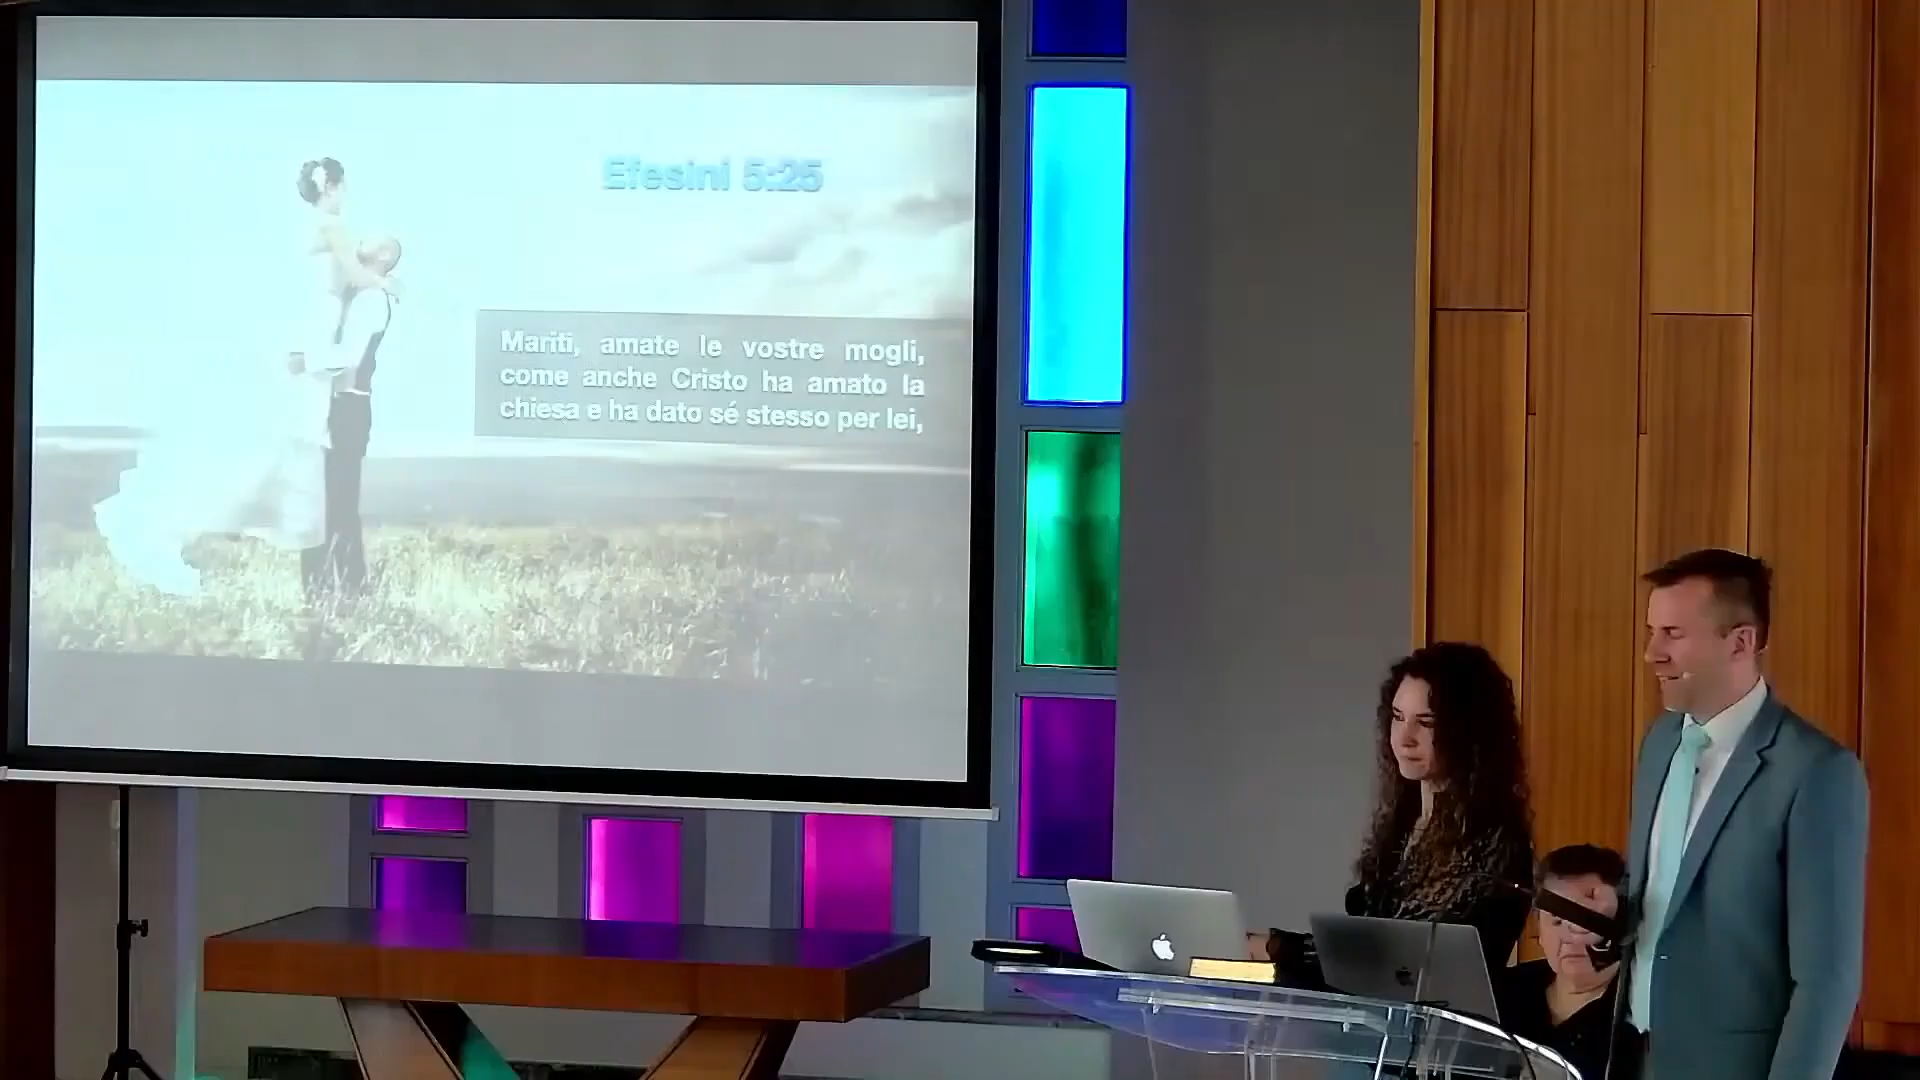 Efesini 5:25
Mariti, amate le vostre mogli,
come anche Cristo ha amato la
chiesa e ha dato sé stesso per lei,